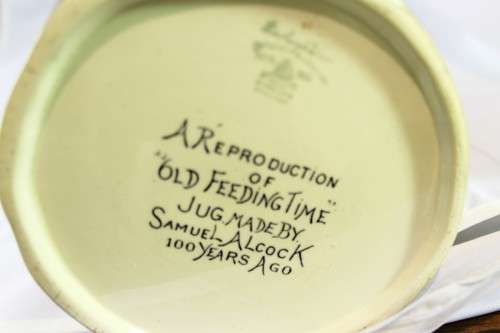 A REPRODUCTION
OF
"OLD FEEDING TIME"
JUG MADE BY
SAMUEL ALCOCK
100 YEARS AGO